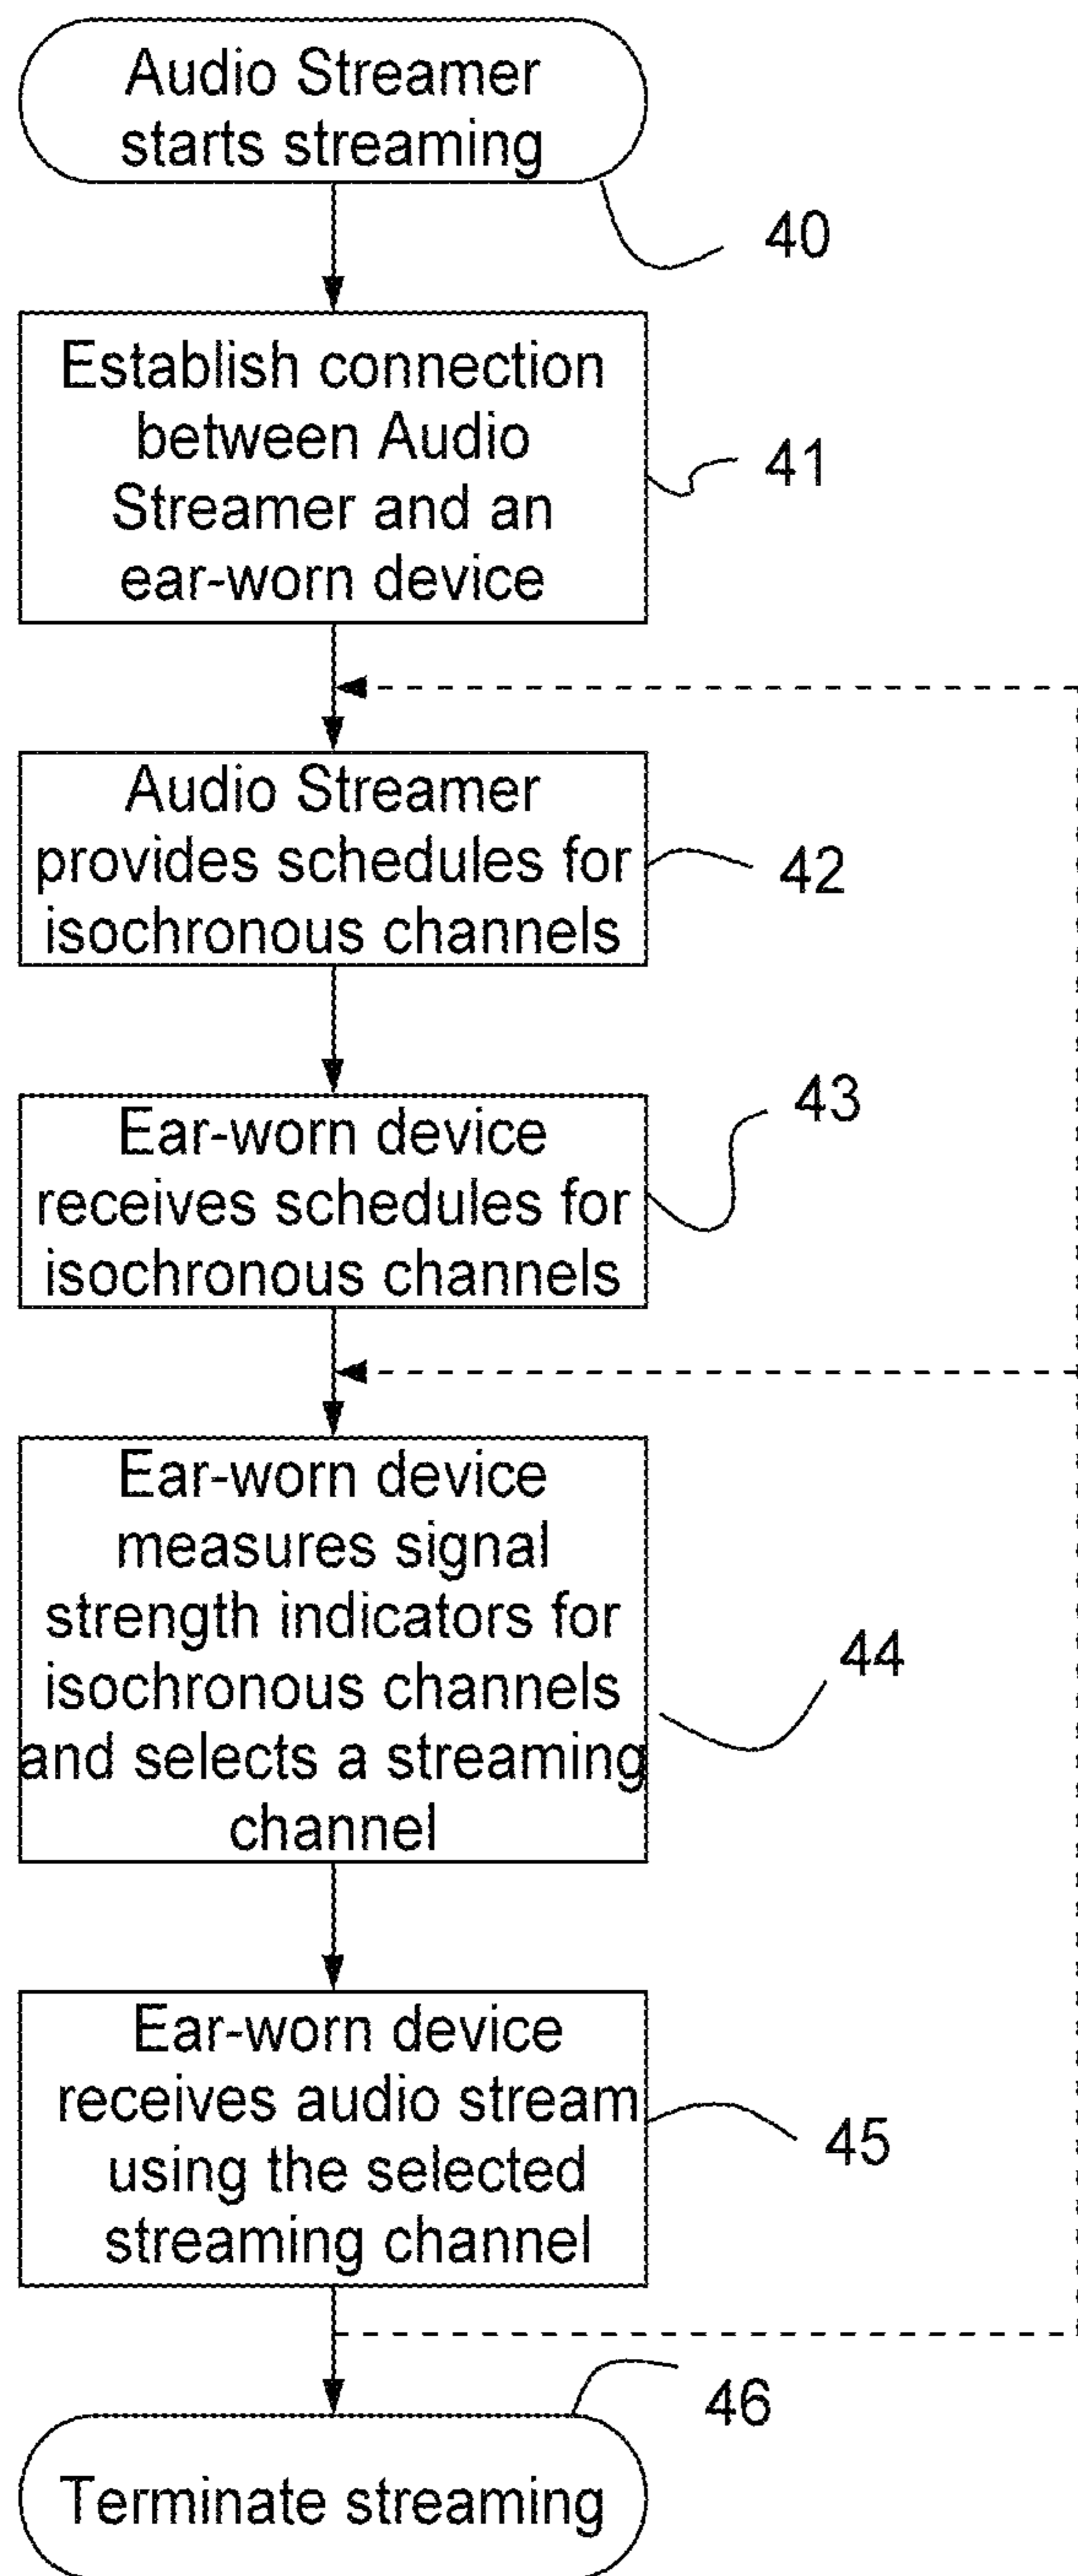 Audio Streamer
starts streaming
40
Establish connection
between Audio
Streamer and an
ear-worn device
41
Audio Streamer
provides schedules for
isochronous channels
42
Ear-worn device
receives schedules for
isochronous channels
43
Ear-worn device
measures signal
strength indicators for
isochronous channels
and selects a streaming
channel
44
Ear-worn device
receives audio stream
using the selected
streaming channel
45
46
Terminate streaming